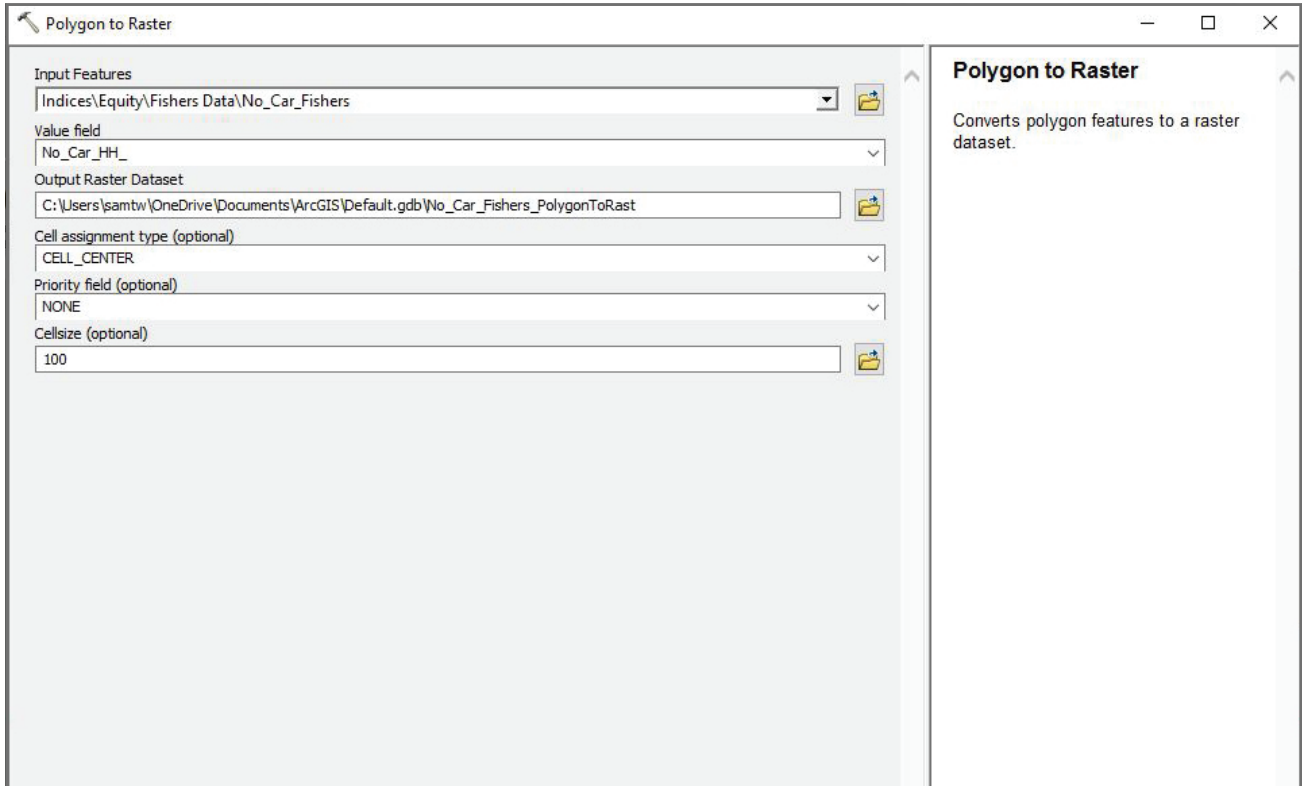 Polygon to Raster
Input Features
Indices\Equity\Fishers Data\No_Car_Fishers
Value field
No_Car_HH_
Output Raster Dataset
C:\Users\samtw\OneDrive\Documents\ArcGIS\Default.gdb\No_Car_Fishers_PolygonToRast
Cell assignment type (optional)
CELL_CENTER
Priority field (optional)
NONE
Cellsize (optional)
100
Polygon to Raster
Converts polygon features to a raster
dataset.